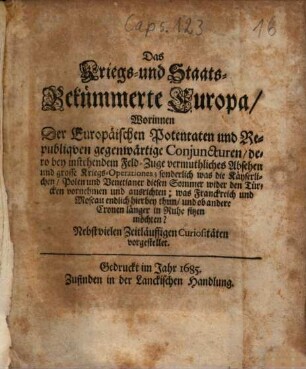 Caps. 123
Das
Kriegs-und Staats-
Bekümmerte Europa/
Worinnen
Der Europäischen Potentaten und Re-
publiqven gegenwärtige Conjuncturen/ de-
ro bey instehendem Feld-Zuge vermuthliches Absehen
und grosse Kriegs-Operationes, sonderlich was die Käyserli-
chen/ Polen und Venetianer diesen Sommer wider den Tür-
cken vornehmen und ausrichten; was Franckreich und
Moscau endlich hierbey thun/ und ob andere
Cronen länger in Ruhe sitzen
möchten?
Nebst vielen Zeitläufftigen Curiositäten
vorgestellet.
Gedruckt im Jahr 1685.
Zufinden in der Lanckischen Handlung.